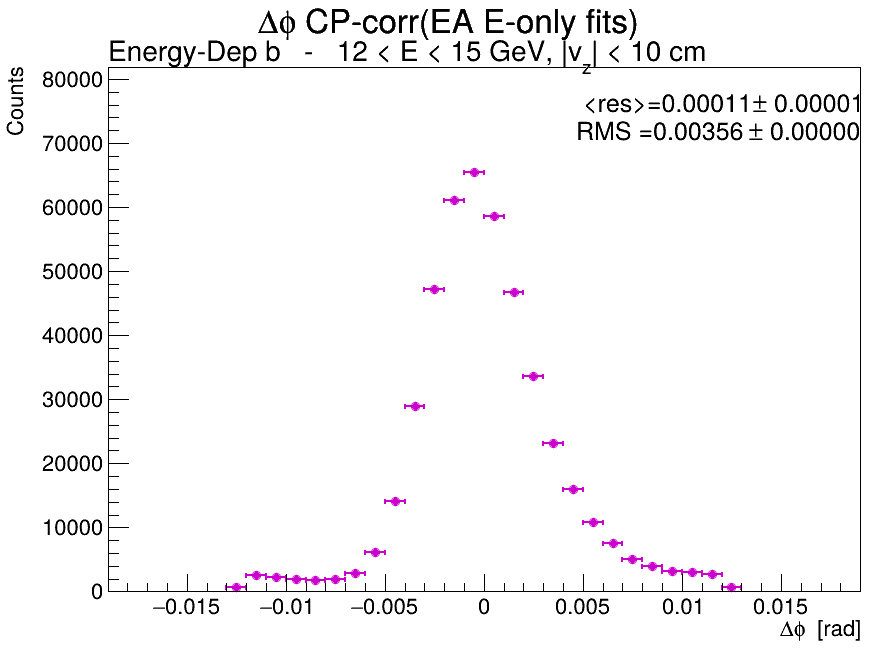 Δϕ CP-corr(EA E-only fits)
Energy-Dep b - 12 < E < 15 GeV, |v_z| < 10 cm
Counts
80000
70000
60000
50000
40000
30000
20000
10000
0
<res>=0.00011± 0.00001
RMS =0.00356 ± 0.00000
−0.015 −0.01 −0.005 0 0.005 0.01 0.015
Δϕ [rad]